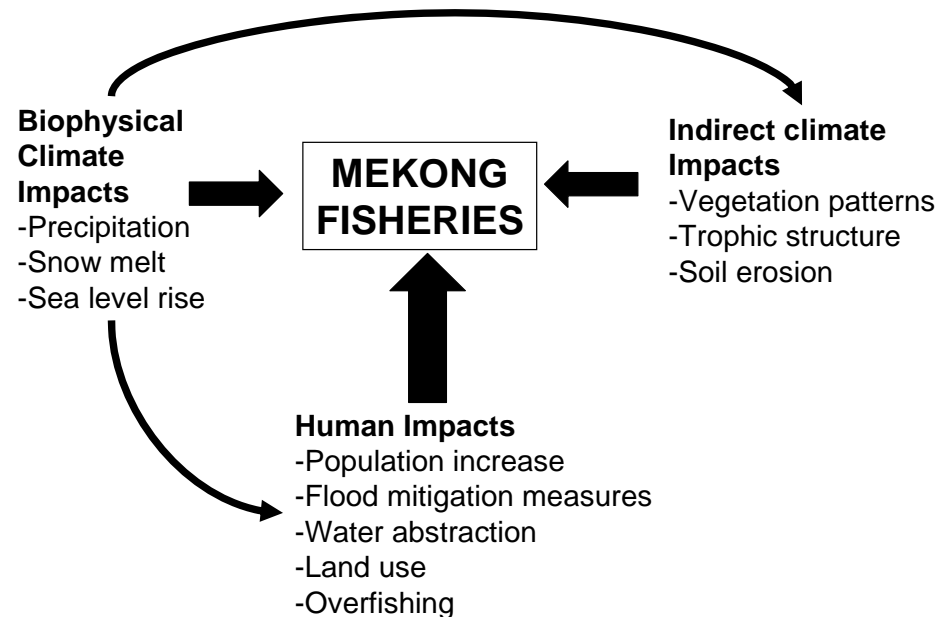 Biophysical
Climate
Impacts
-Precipitation
-Snow melt
-Sea level rise
MEKONG
FISHERIES
Indirect climate
Impacts
-Vegetation patterns
-Trophic structure
-Soil erosion
Human Impacts
-Population increase
-Flood mitigation measures
-Water abstraction
-Land use
-Overfishing